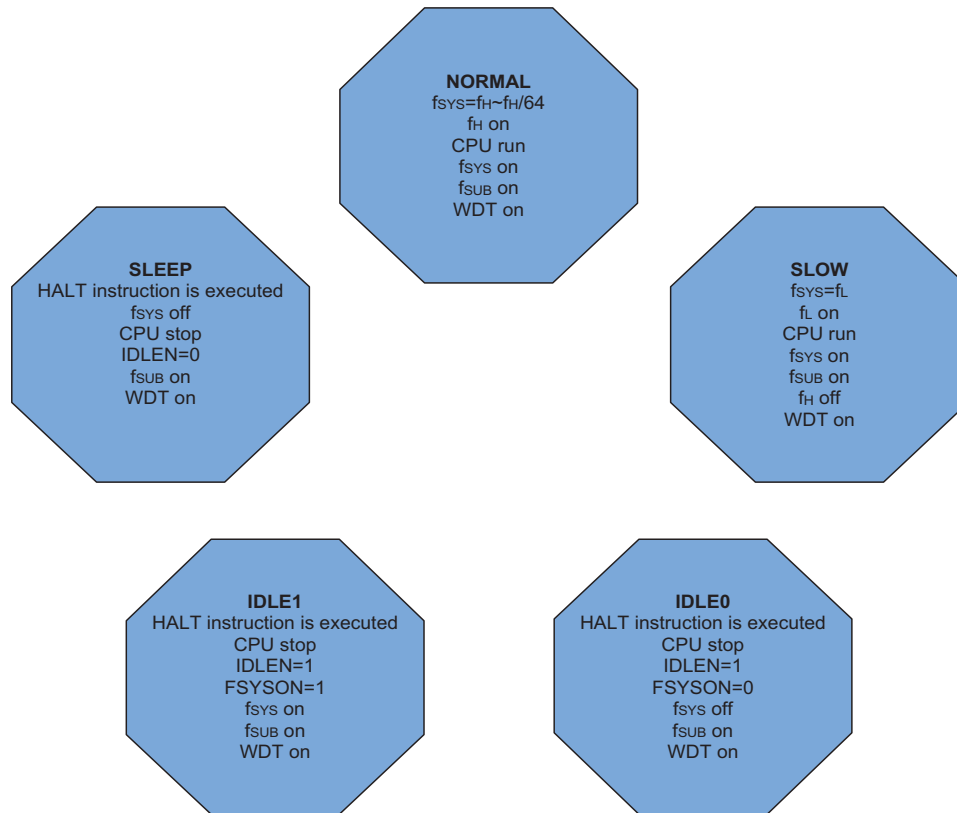 NORMAL
fSYS=fH~fH/64
fH on
CPU run
fSYS on
fSUB on
WDT on
SLEEP
HALT instruction is executed
fSYS off
CPU stop
IDLEN=0
fSUB on
WDT on
SLOW
fSYS=fL
fL on
CPU run
fSYS on
fSUB on
fH off
WDT on
IDLE1
HALT instruction is executed
CPU stop
IDLEN=1
FSYSON=1
fSYS on
fSUB on
WDT on
IDLE0
HALT instruction is executed
CPU stop
IDLEN=1
FSYSON=0
fSYS off
fSUB on
WDT on